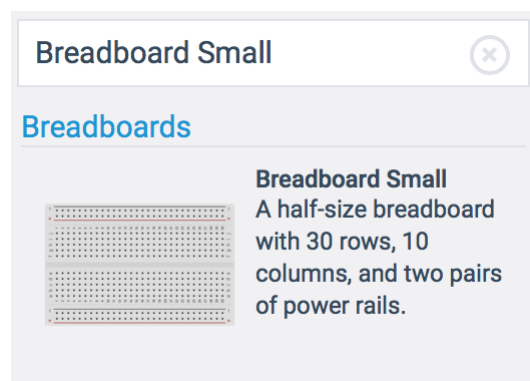 Breadboard Small
Breadboards
Breadboard Small
A half-size breadboard
with 30 rows, 10
columns, and two pairs
of power rails.